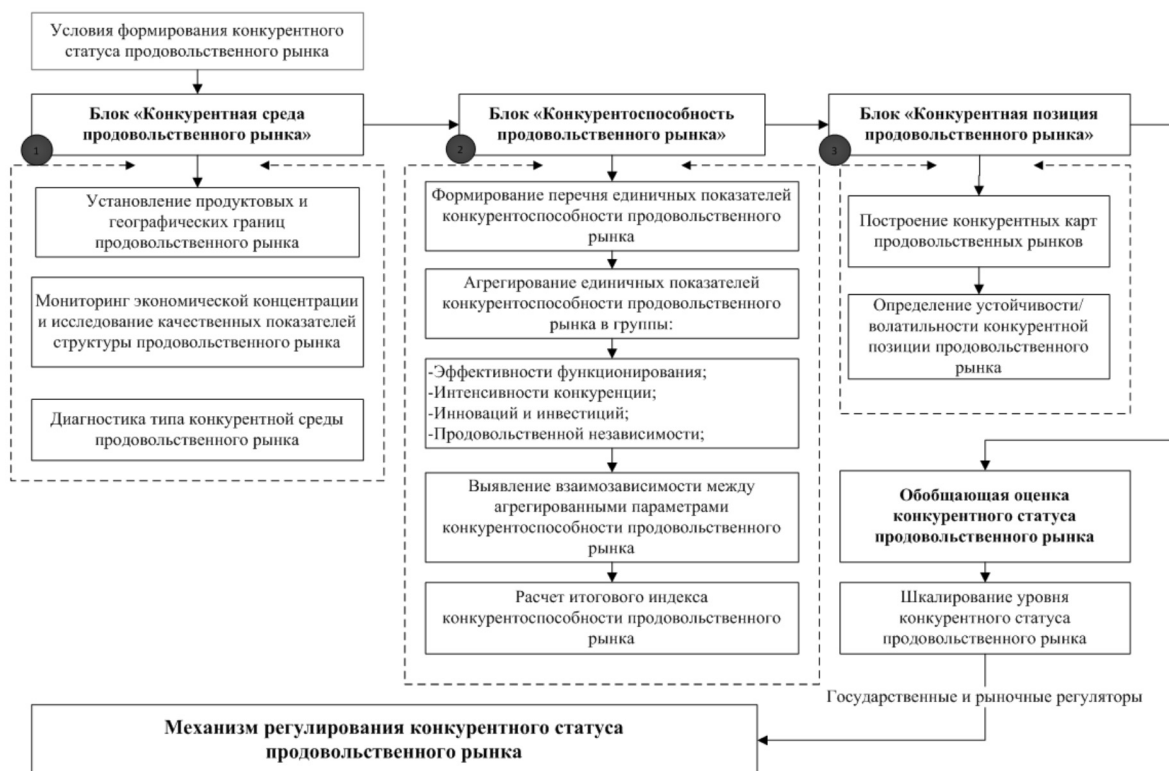 Условия формирования конкурентного
статуса продовольственного рынка
Блок «Конкурентная среда
продовольственного рынка»
1
Установление продуктовых и
географических границ
продовольственного рынка
Мониторинг экономической концентрации
и исследование качественных показателей
структуры продовольственного рынка
Диагностика типа конкурентной среды
продовольственного рынка
Блок «Конкурентоспособность
продовольственного рынка»
2
Формирование перечня единичных показателей
конкурентоспособности продовольственного
рынка
Агрегирование единичных показателей
конкурентоспособности продовольственного
рынка в группы:
-Эффективности функционирования;
-Интенсивности конкуренции;
-Инноваций и инвестиций;
-Продовольственной независимости;
Выявление взаимозависимости между
агрегированными параметрами
конкурентоспособности продовольственного
рынка
Расчет итогового индекса
конкурентоспособности продовольственного
рынка
Блок «Конкурентная позиция
продовольственного рынка»
3
Построение конкурентных карт
продовольственных рынков
Определение устойчивости/
волатильности конкурентной
позиции продовольственного
рынка
Обобщающая оценка
конкурентного статуса
продовольственного рынка
Шкалирование уровня
конкурентного статуса
продовольственного рынка
Государственные и рыночные регуляторы
Механизм регулирования конкурентного статуса
продовольственного рынка